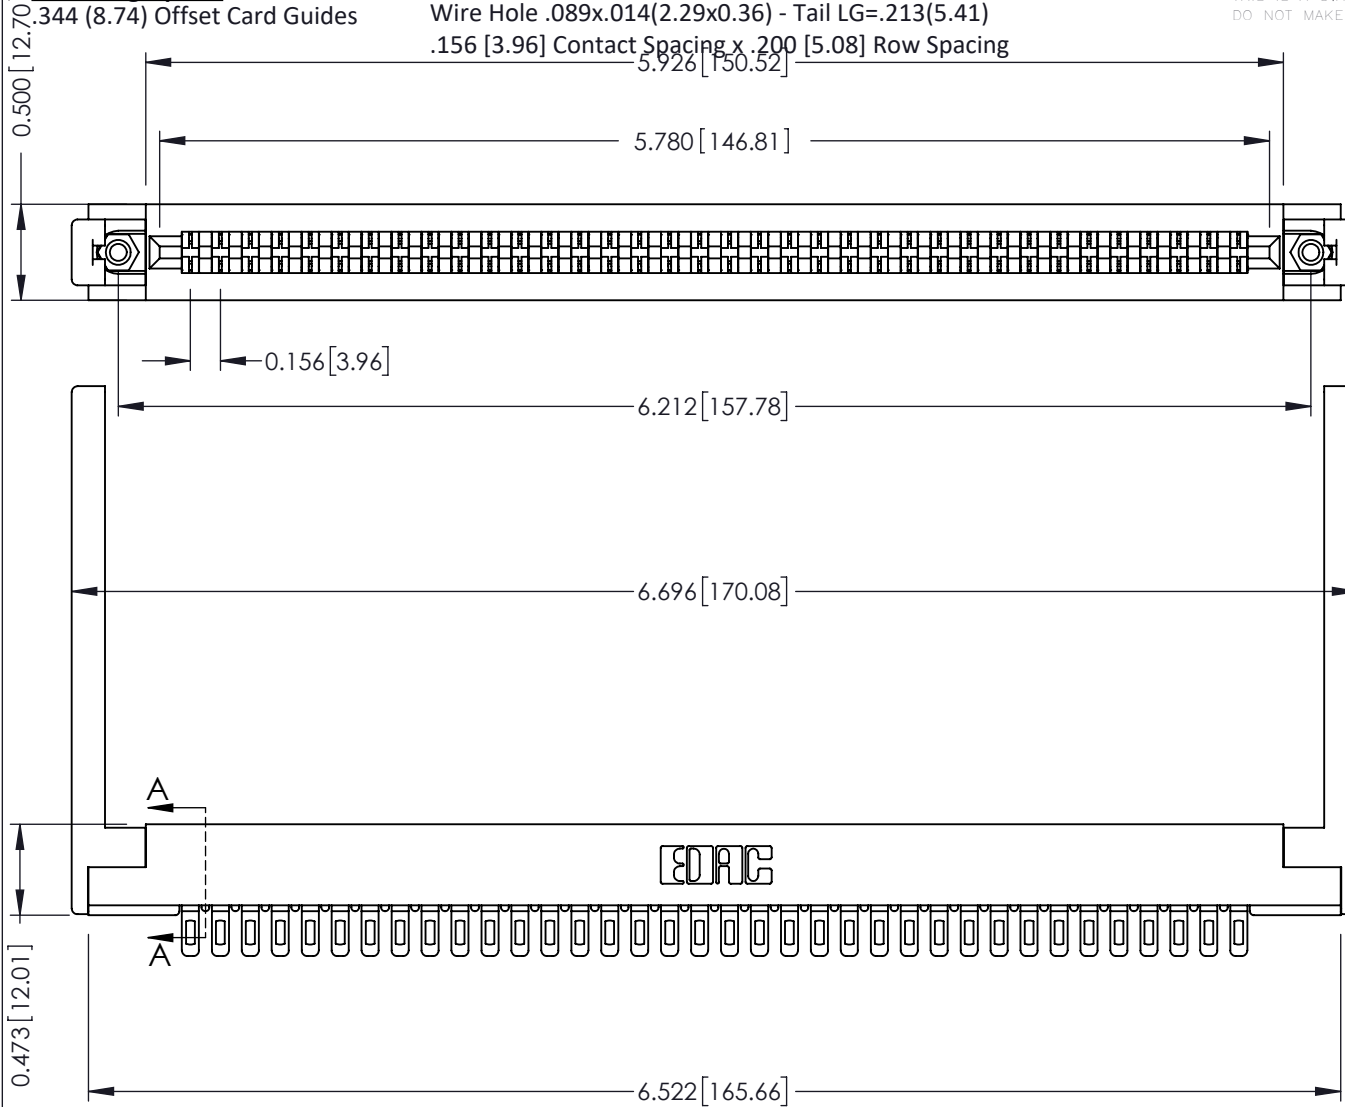 .344 (8.74) Offset Card Guides
Wire Hole .089x.014(2.29x0.36) - Tail LG=.213(5.41)
DO NOT MAKE
.156 [3.96] Contact Spacing x .200 [5.08] Row Spacing
0.500 [12.70
5.926 [150.52]
5.780 [146.81]
0.156 [3.96]
6.212 [157.78]
6.696 [170.08]
A
EDAC
A
0.473 [12.01]
6.522 [165.66]